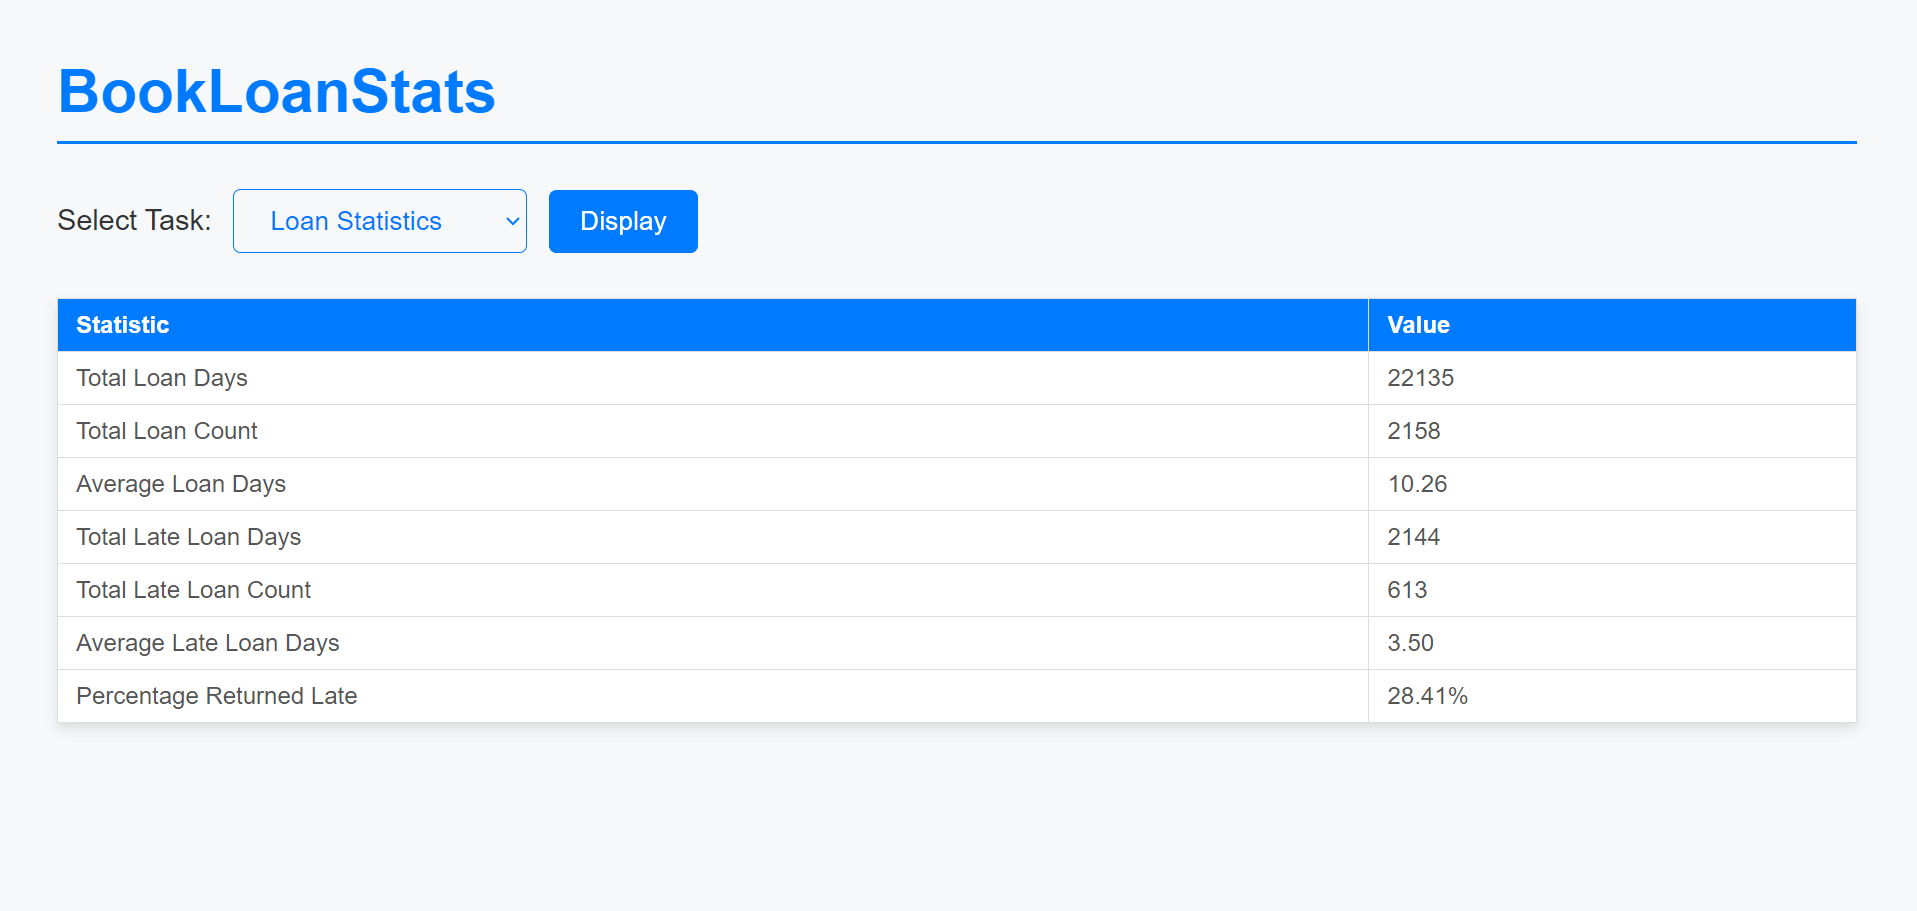 BookLoanStats
Select Task: Loan Statistics Display
Statistic Value
Total Loan Days 22135
Total Loan Count 2158
Average Loan Days 10.26
Total Late Loan Days 2144
Total Late Loan Count 613
Average Late Loan Days 3.50
Percentage Returned Late 28.41%